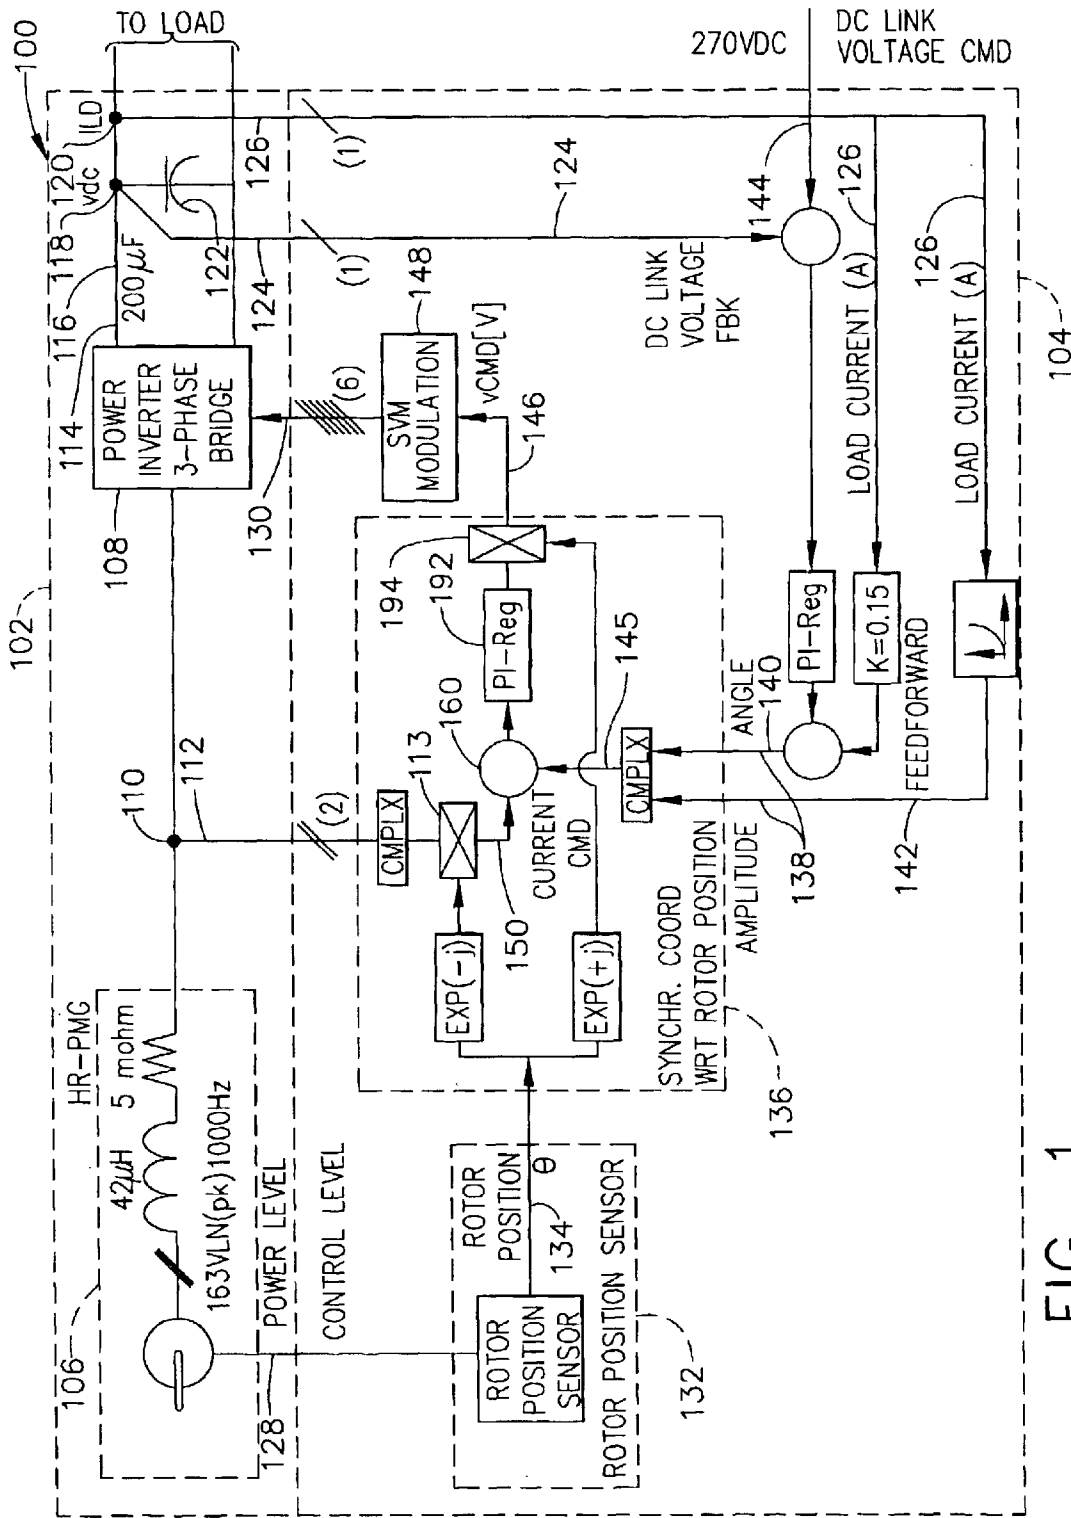 100
TO LOAD
102
120
ILD
118
vdc
116
114
200μF
122
126
124
(1)
(1)
124
270VDC
DC LINK
VOLTAGE CMD
144
126
126
LOAD CURRENT (A)
LOAD CURRENT (A)
104
DC LINK
VOLTAGE
FBK
108
POWER
INVERTER
3-PHASE
BRIDGE
130
(6)
148
SVM
MODULATION
vCMD[V]
146
194
192
PI-Reg
160
113
145
110
112
(2)
CMPLX
CURRENT
CMD
150
EXP(-j)
EXP(+j)
CMPLX
SYNCHR. COORD
WRT ROTOR POSITION
136
PI-Reg
K=0.15
ANGLE
140
138
AMPLITUDE
FEEDFORWARD
142
HR-PMG
5 mohm
42μH
163VLN(pk)1000Hz
106
POWER LEVEL
CONTROL LEVEL
128
ROTOR
POSITION
θ
134
ROTOR
POSITION
SENSOR
ROTOR POSITION SENSOR
132
FIG. 1